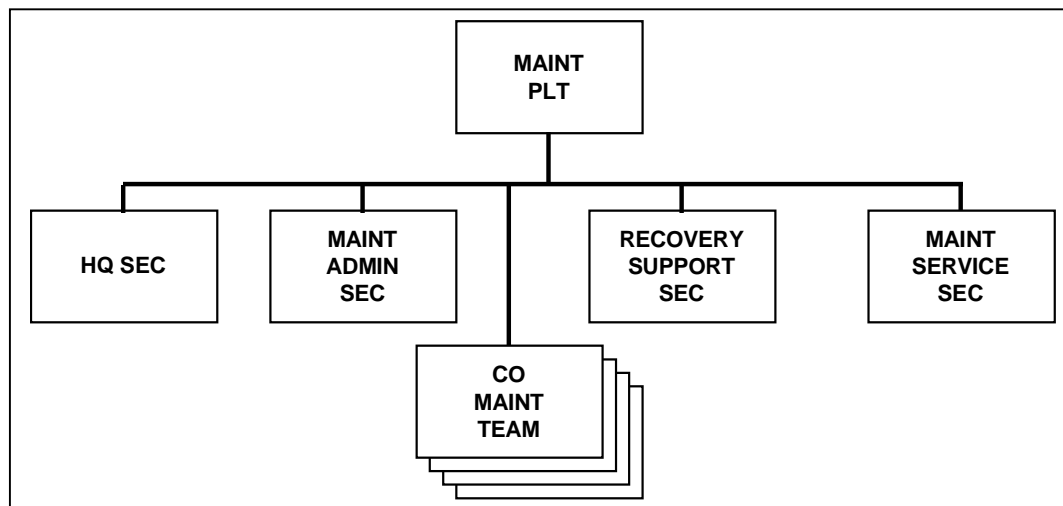 MAINT
PLT
HQ SEC
MAINT
ADMIN
SEC
RECOVERY
SUPPORT
SEC
MAINT
SERVICE
SEC
CO
MAINT
TEAM